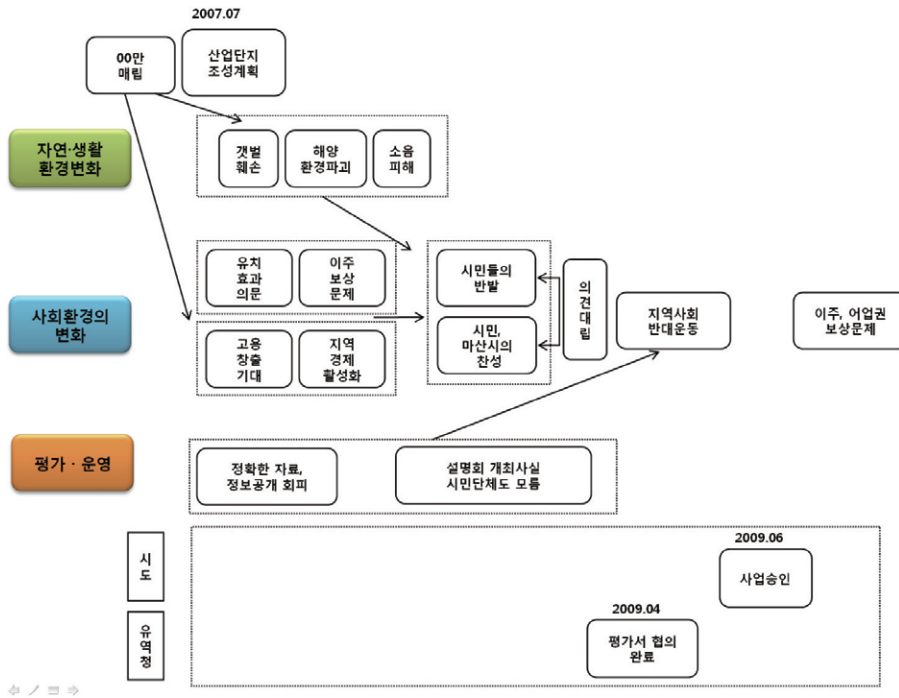 2007.07
00만
매립
산업단지
조성계획
자연·생활
환경변화
갯벌
훼손
해양
환경파괴
소음
피해
사회환경의
변화
유치
효과
의문
이주
보상
문제
고용
창출
기대
지역
경제
활성화
시민들의
반발
시민,
마산시의
찬성
의
견
대
립
지역사회
반대운동
이주, 어업권
보상문제
평가 · 운영
정확한 자료,
정보공개 회피
설명회 개최사실
시민단체도 모름
시
도
유
역
청
2009.06
사업승인
2009.04
평가서 협의
완료